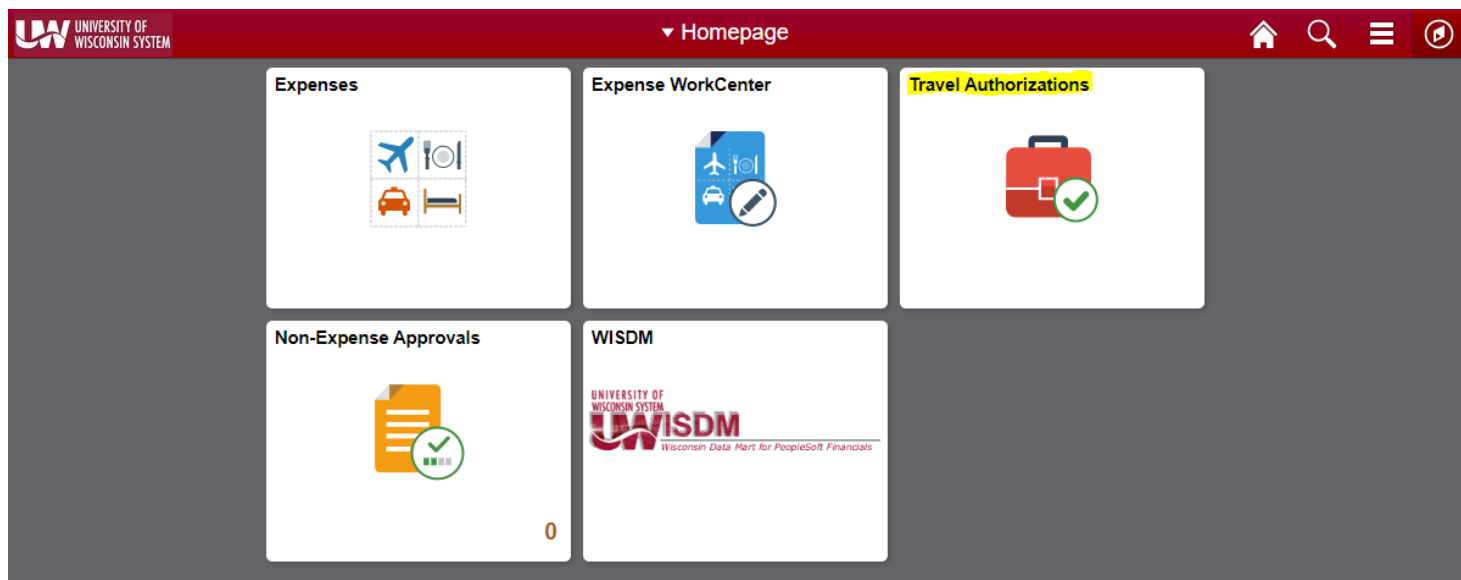 UW UNIVERSITY OF
WISCONSIN SYSTEM
Homepage
Expenses
Expense WorkCenter
Travel Authorizations
Non-Expense Approvals
0
WISDM
UNIVERSITY OF
WISCONSIN SYSTEM
UWISDM
Wisconsin Data Mart for PeopleSoft Financials